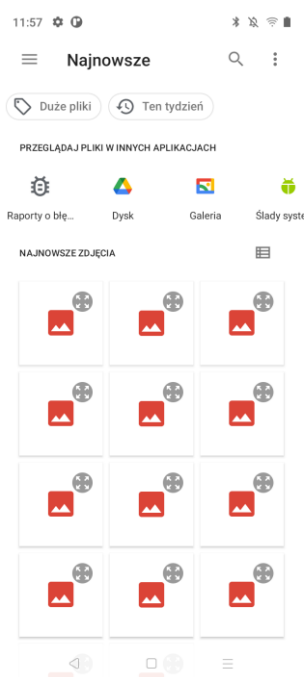 11:57
Najnowsze
Duże pliki
Ten tydzień
PRZEGLĄDAJ PLIKI W INNYCH APLIKACJACH
Raporty o błę...
Dysk
Galeria
Ślady syste
NAJNOWSZE ZDJĘCIA